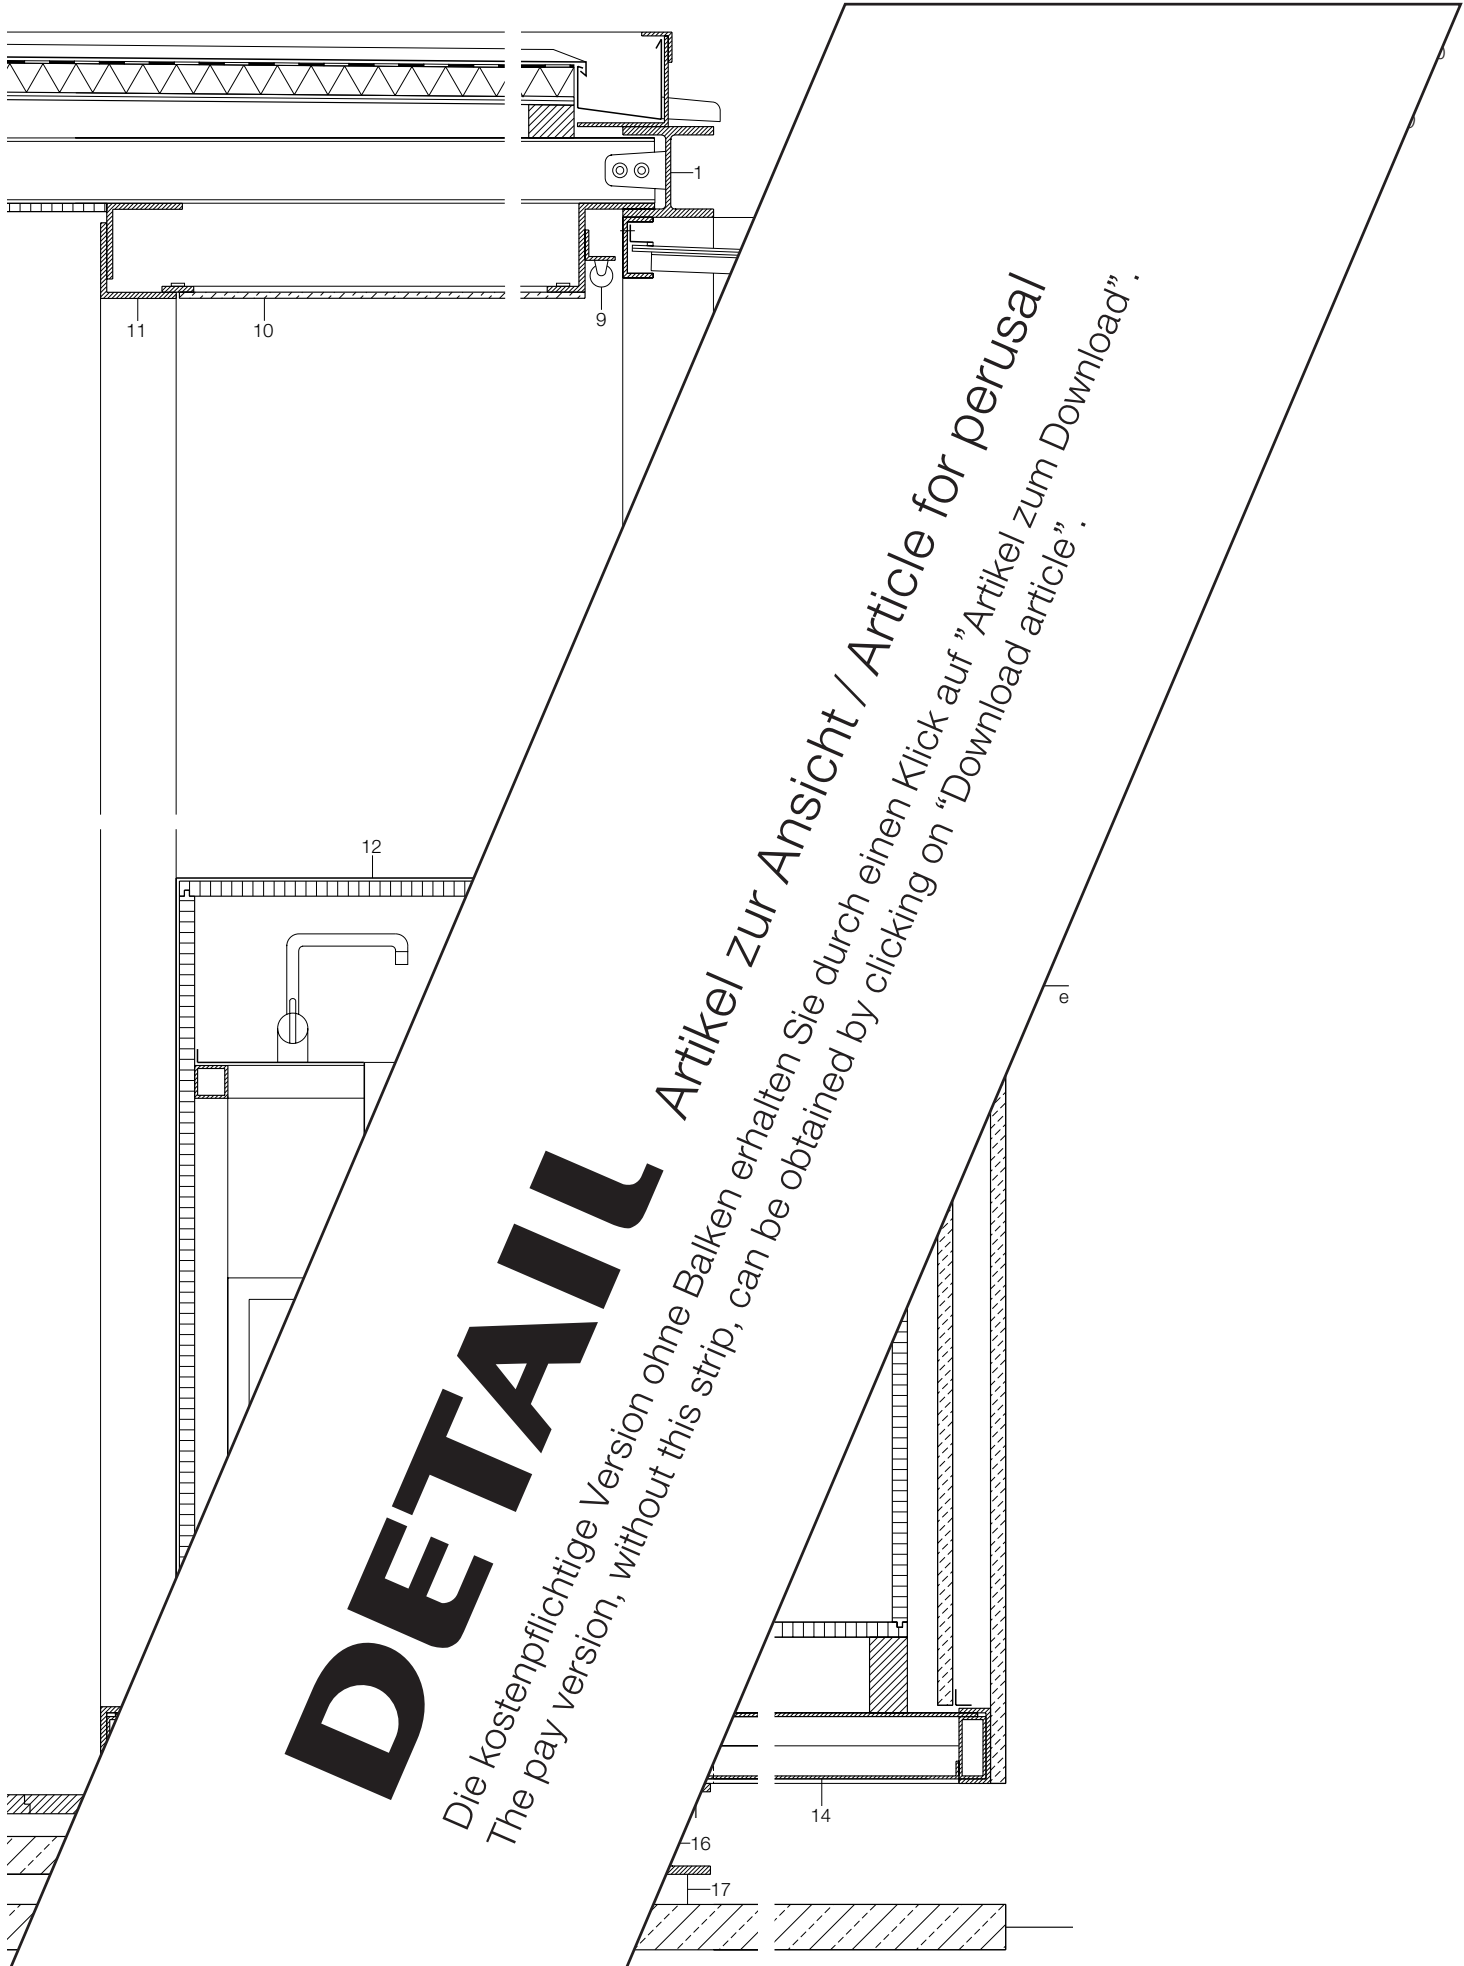 1
9
11
10
12
DETAIL Artikel zur Ansicht / Article for perusal
Die kostenpflichtige Version ohne Balken erhalten Sie durch einen Klick auf ”Artikel zum Download”.
The pay version, without this strip, can be obtained by clicking on “Download article”.
e
14
16
17